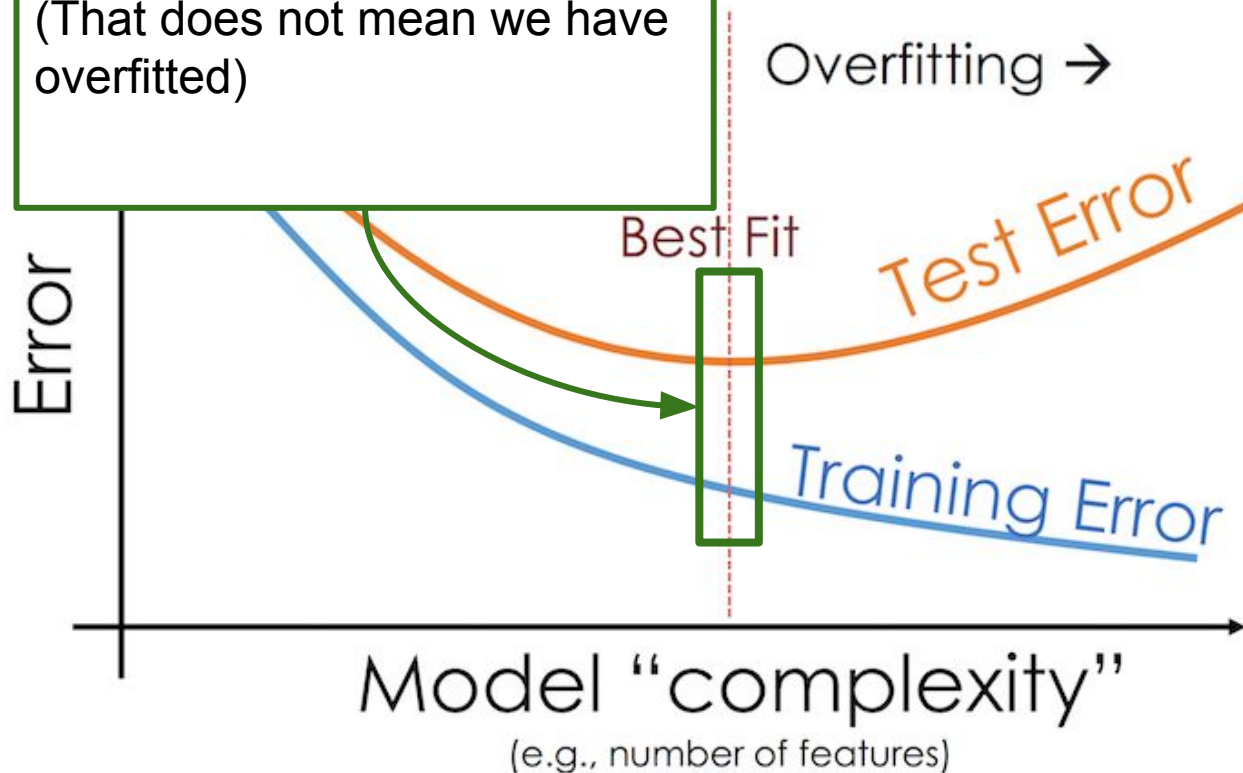 (That does not mean we have
overfitted)
Overfitting →
Best Fit
Test Error
Error
Training Error
Model “complexity”
(e.g., number of features)